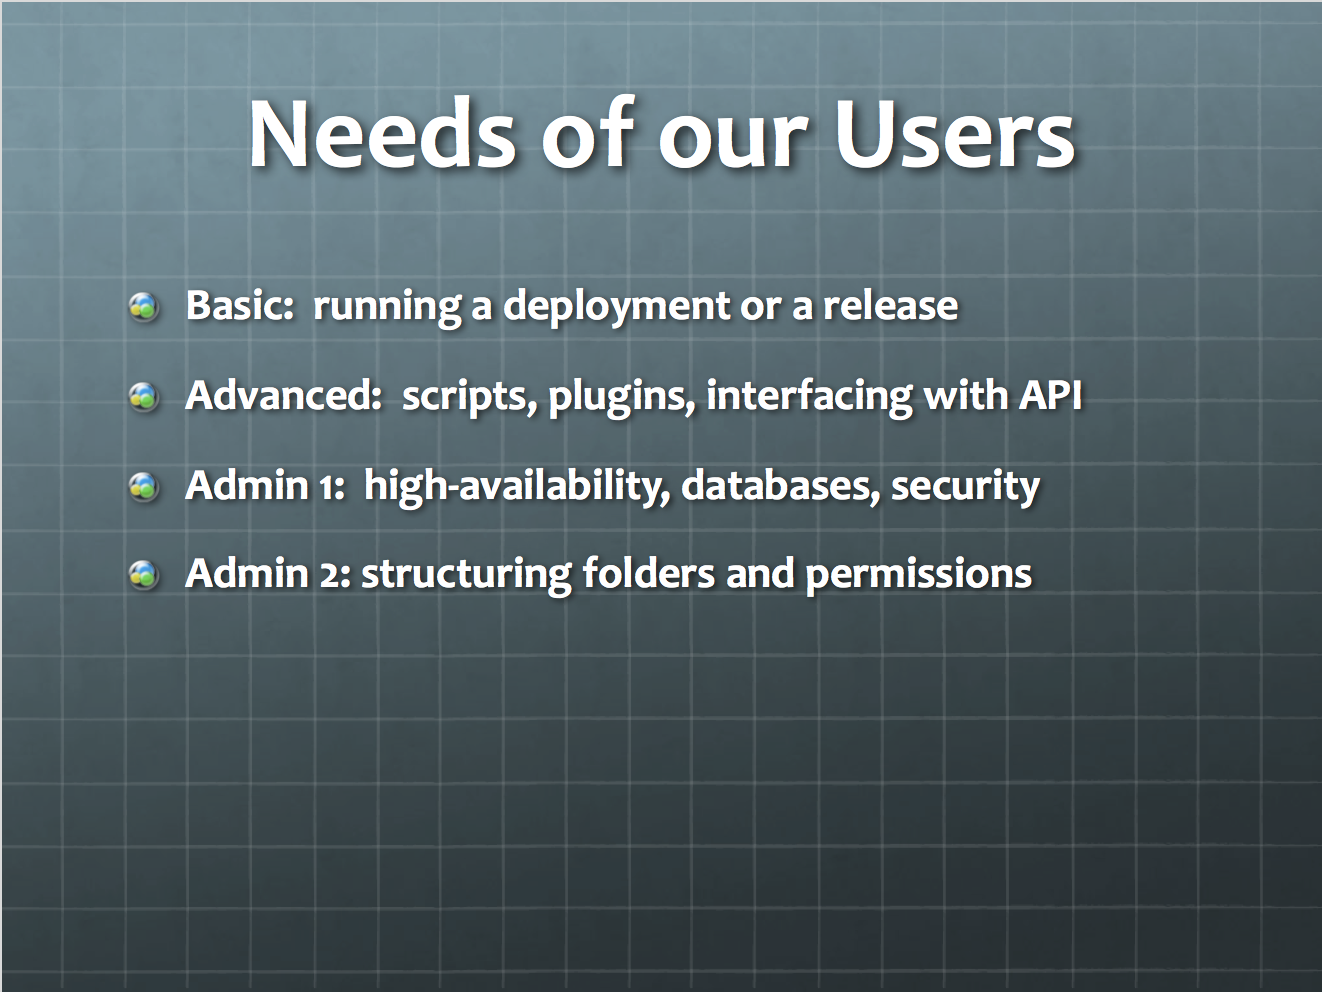 Needs of our Users
Basic:  running a deployment or a release
Advanced:  scripts, plugins, interfacing with API
Admin 1:  high-availability, databases, security
Admin 2: structuring folders and permissions